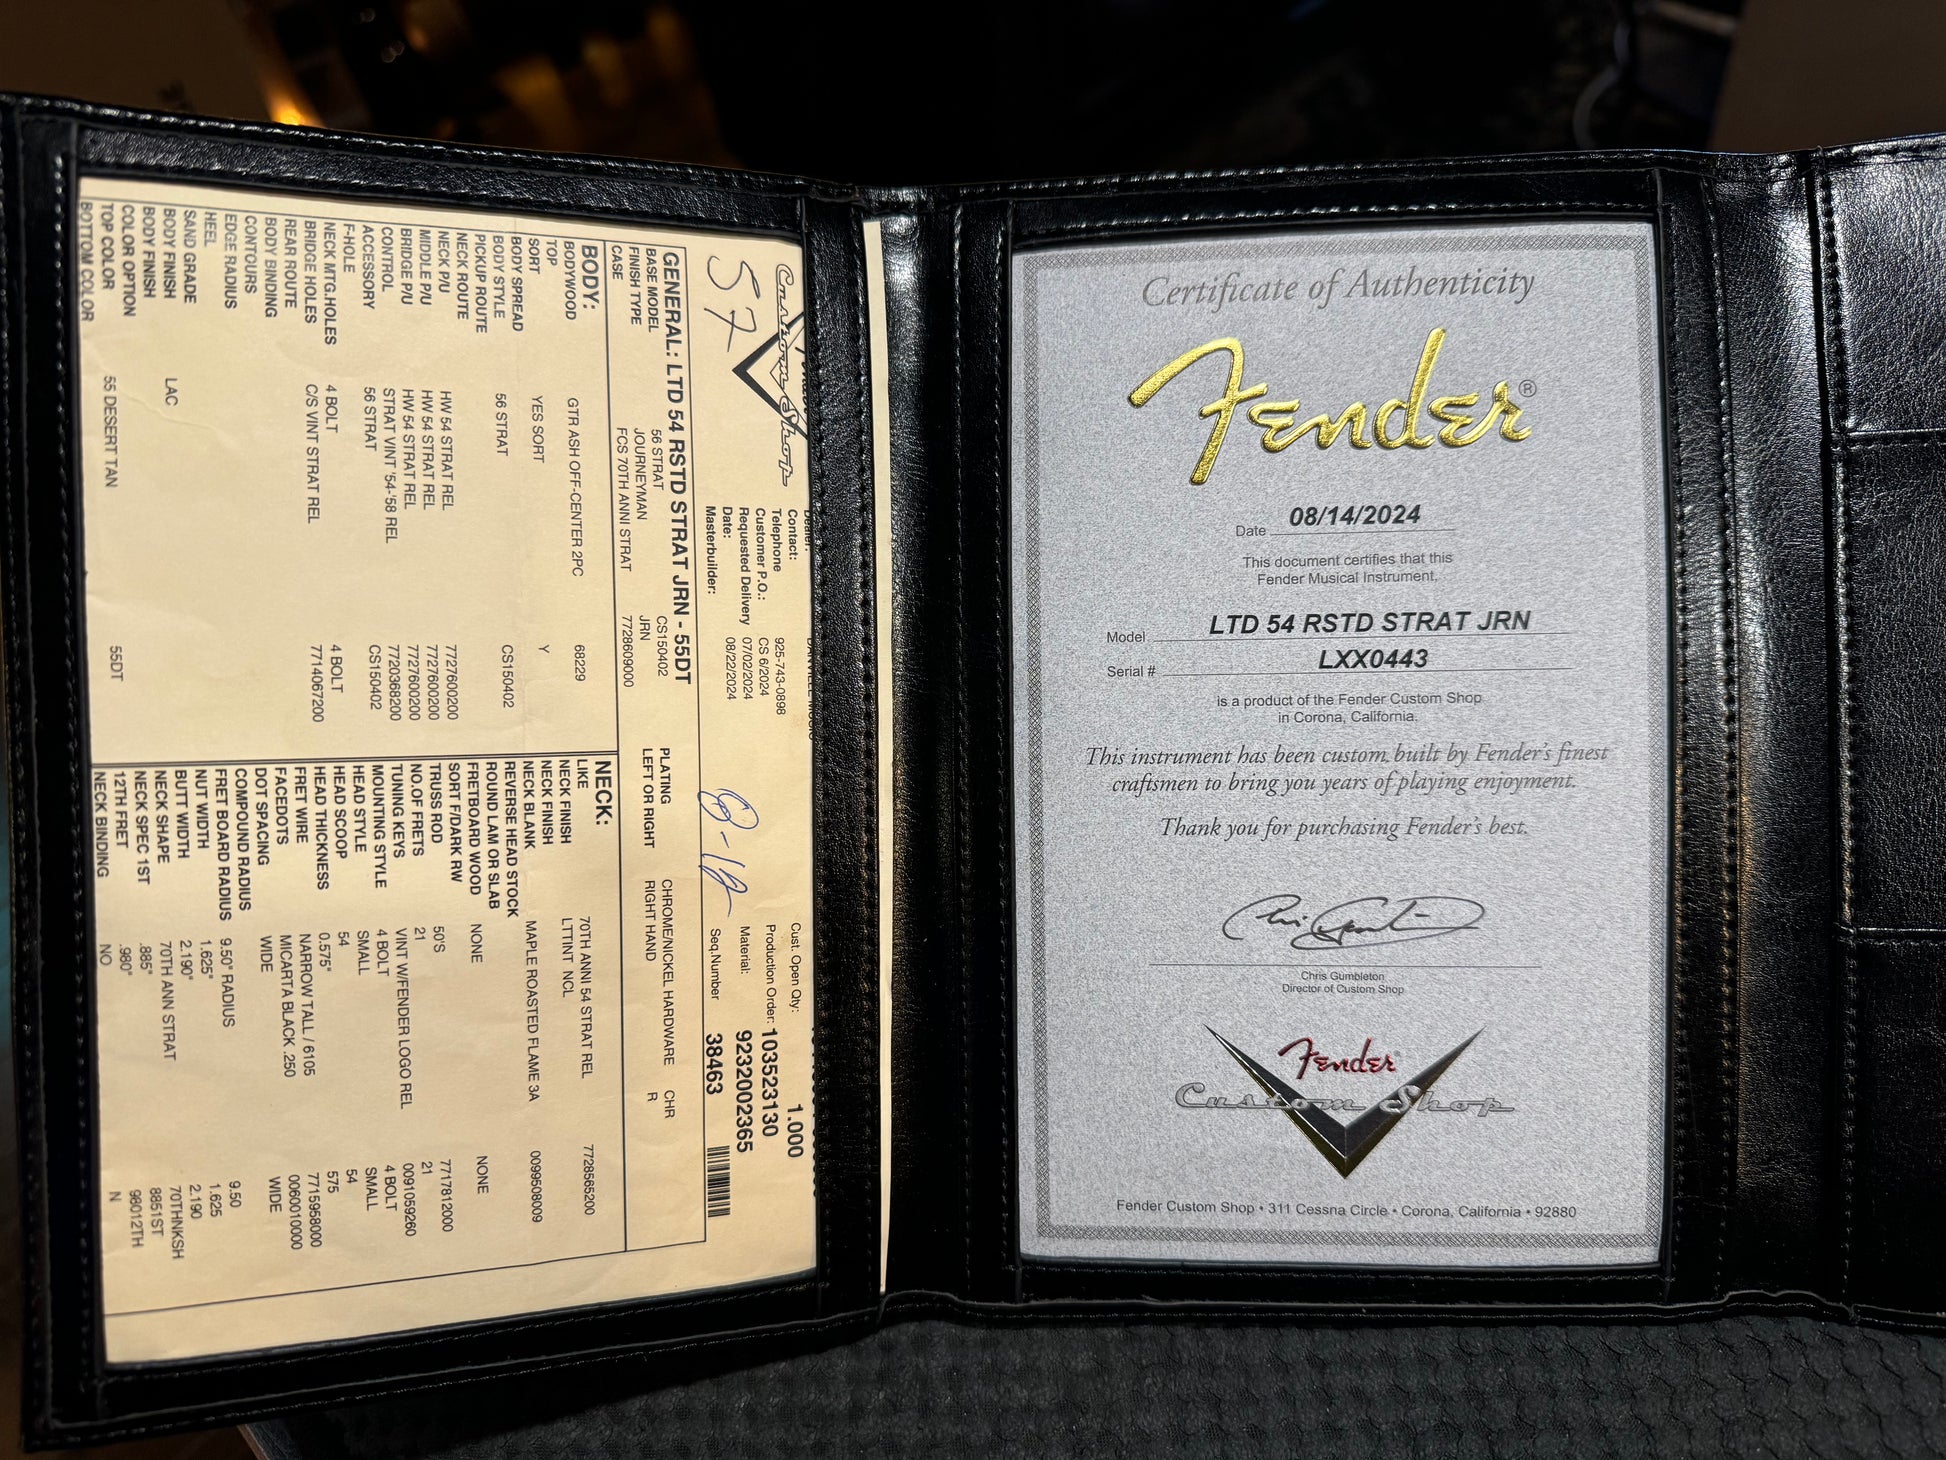 Custom Shop
57
8-12
Contact:
Telephone 925-743-0898
Customer P.O.: CS 6/2024
Requested Delivery 07/02/2024
Date: 08/22/2024
Masterbuilder:
Cust. Open Qty: 1.000
Production Order: 103523130
Material: 9232002365
Seq.Number 38463
GENERAL: LTD 54 RSTD STRAT JRN - 55DT
BASE MODEL 56 STRAT CS150402 PLATING CHROME/NICKEL HARDWARE CHR
FINISH TYPE JOURNEYMAN JRN LEFT OR RIGHT RIGHT HAND R
CASE FCS 70TH ANNI STRAT 7728609000
BODY:
BODYWOOD GTR ASH OFF-CENTER 2PC 68229
TOP
SORT YES SORT Y
BODY SPREAD
BODY STYLE 56 STRAT CS150402
PICKUP ROUTE
NECK ROUTE
NECK P/U HW 54 STRAT REL 7727600200
MIDDLE P/U HW 54 STRAT REL 7727600200
BRIDGE P/U HW 54 STRAT REL 7727600200
CONTROL STRAT VINT '54-'58 REL 7720368200
ACCESSORY 56 STRAT CS150402
F-HOLE
NECK MTG.HOLES 4 BOLT 4 BOLT
BRIDGE HOLES C/S VINT STRAT REL 7714067200
REAR ROUTE
BODY BINDING
CONTOURS
EDGE RADIUS
HEEL
SAND GRADE
BODY FINISH LAC
BODY FINISH
COLOR OPTION
TOP COLOR 55 DESERT TAN 55DT
BOTTOM COLOR
NECK:
LIKE 70TH ANNI 54 STRAT REL 7728565200
NECK FINISH LTTINT NCL
NECK FINISH
NECK BLANK MAPLE ROASTED FLAME 3A 0099508009
REVERSE HEAD STOCK
ROUND LAM OR SLAB
FRETBOARD WOOD NONE NONE
SORT F/DARK RW
TRUSS ROD 50'S 7717812000
NO.OF FRETS 21 21
TUNING KEYS VINT W/FENDER LOGO REL 0091059260
MOUNTING STYLE 4 BOLT 4 BOLT
HEAD STYLE SMALL SMALL
HEAD SCOOP 54 54
HEAD THICKNESS 0.575" 575
FRET WIRE NARROW TALL / 6105 7715958000
FACEDOTS MICARTA BLACK .250 0060010000
DOT SPACING WIDE WIDE
COMPOUND RADIUS
FRET BOARD RADIUS 9.50" RADIUS 9.50
NUT WIDTH 1.625" 1.625
BUTT WIDTH 2.190" 2.190
NECK SHAPE 70TH ANN STRAT 70THNKSH
NECK SPEC 1ST .885" 8851ST
12TH FRET .980" 98012TH
NECK BINDING NO N
Certificate of Authenticity
Fender®
Date 08/14/2024
This document certifies that this
Fender Musical Instrument,
Model LTD 54 RSTD STRAT JRN
Serial # LXX0443
is a product of the Fender Custom Shop
in Corona, California.
This instrument has been custom built by Fender's finest
craftsmen to bring you years of playing enjoyment.
Thank you for purchasing Fender's best.
Chris Gumbleton
Director of Custom Shop
Fender
Custom Shop
Fender Custom Shop • 311 Cessna Circle • Corona, California • 92880